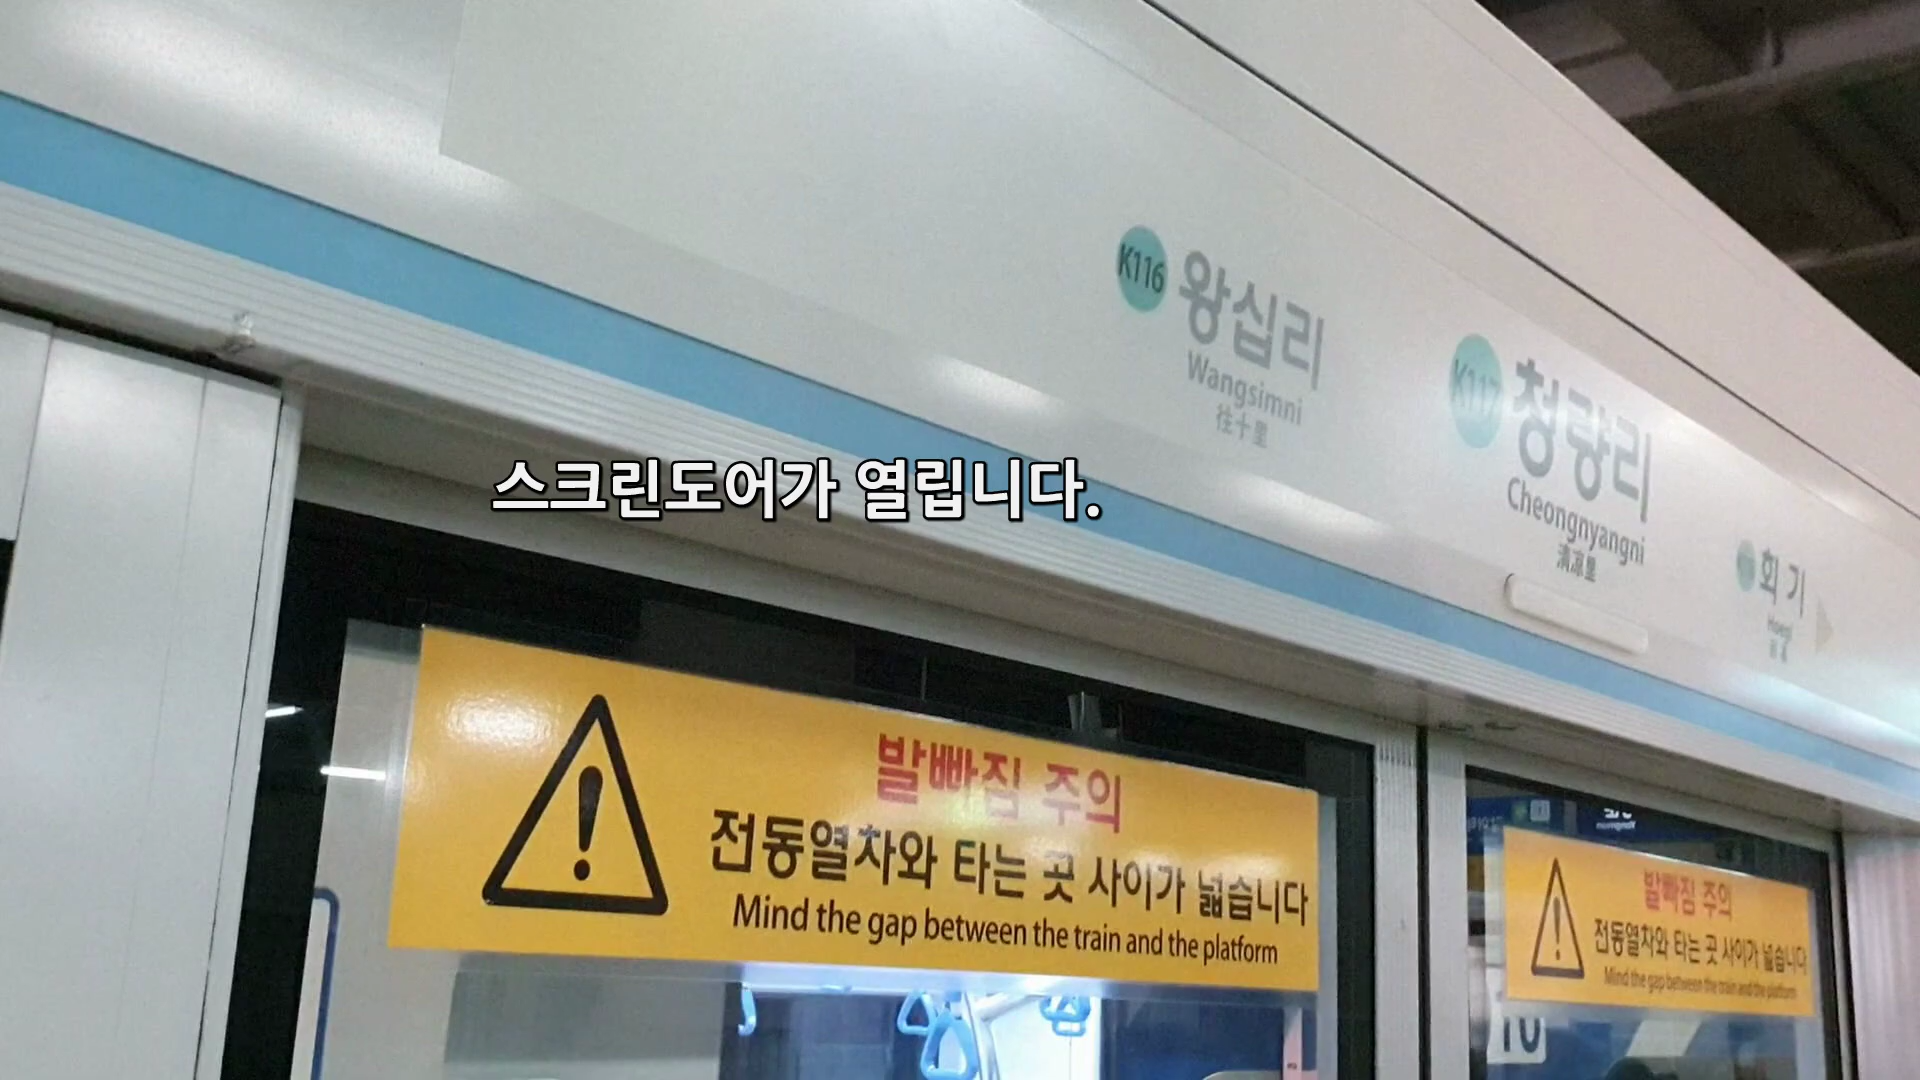 K116 왕십리
Wangsimni
往十里
K117 청량리
Cheongnyangni
淸凉里
회기
스크린도어가 열립니다.
발빠짐 주의
전동열차와 타는 곳 사이가 넓습니다
Mind the gap between the train and the platform
발빠짐 주의
전동열차와 타는 곳 사이가 넓습니다
Mind the gap between the train and the platform
10